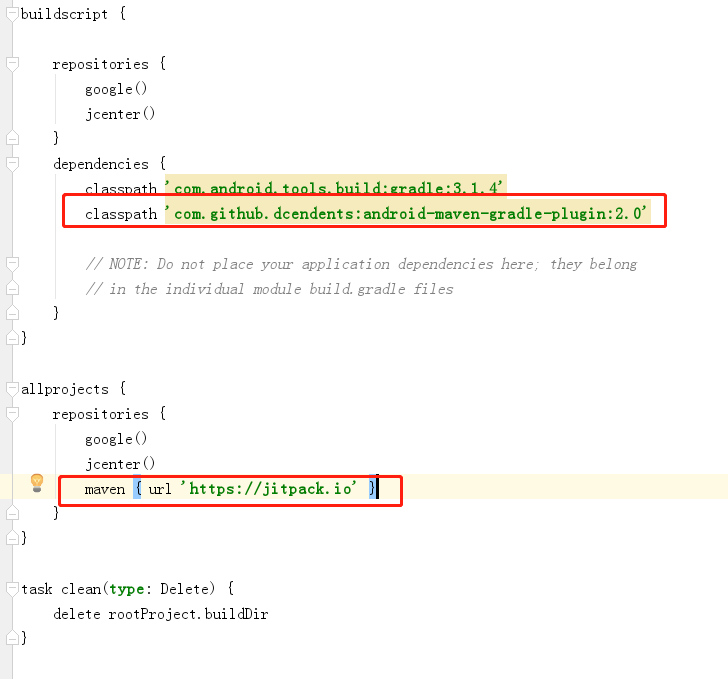 buildscript {
repositories {
google()
jcenter()
}
dependencies {
classpath 'com.android.tools.build:gradle:3.1.4'
classpath 'com.github.dcendents:android-maven-gradle-plugin:2.0'
// NOTE: Do not place your application dependencies here; they belong
// in the individual module build.gradle files
}
}
allprojects {
repositories {
google()
jcenter()
maven { url 'https://jitpack.io' }
}
}
task clean(type: Delete) {
delete rootProject.buildDir
}